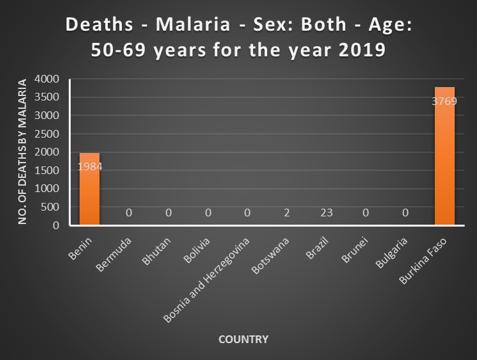 Deaths - Malaria - Sex: Both - Age:
50-69 years for the year 2019
NO. OF DEATHS BY MALARIA
4000
3500
3000
2500
2000
1500
1000
500
0
1984
0
0
0
0
2
23
0
0
3769
Benin
Bermuda
Bhutan
Bolivia
Bosnia and Herzegovina
Botswana
Brazil
Brunei
Bulgaria
Burkina Faso
COUNTRY